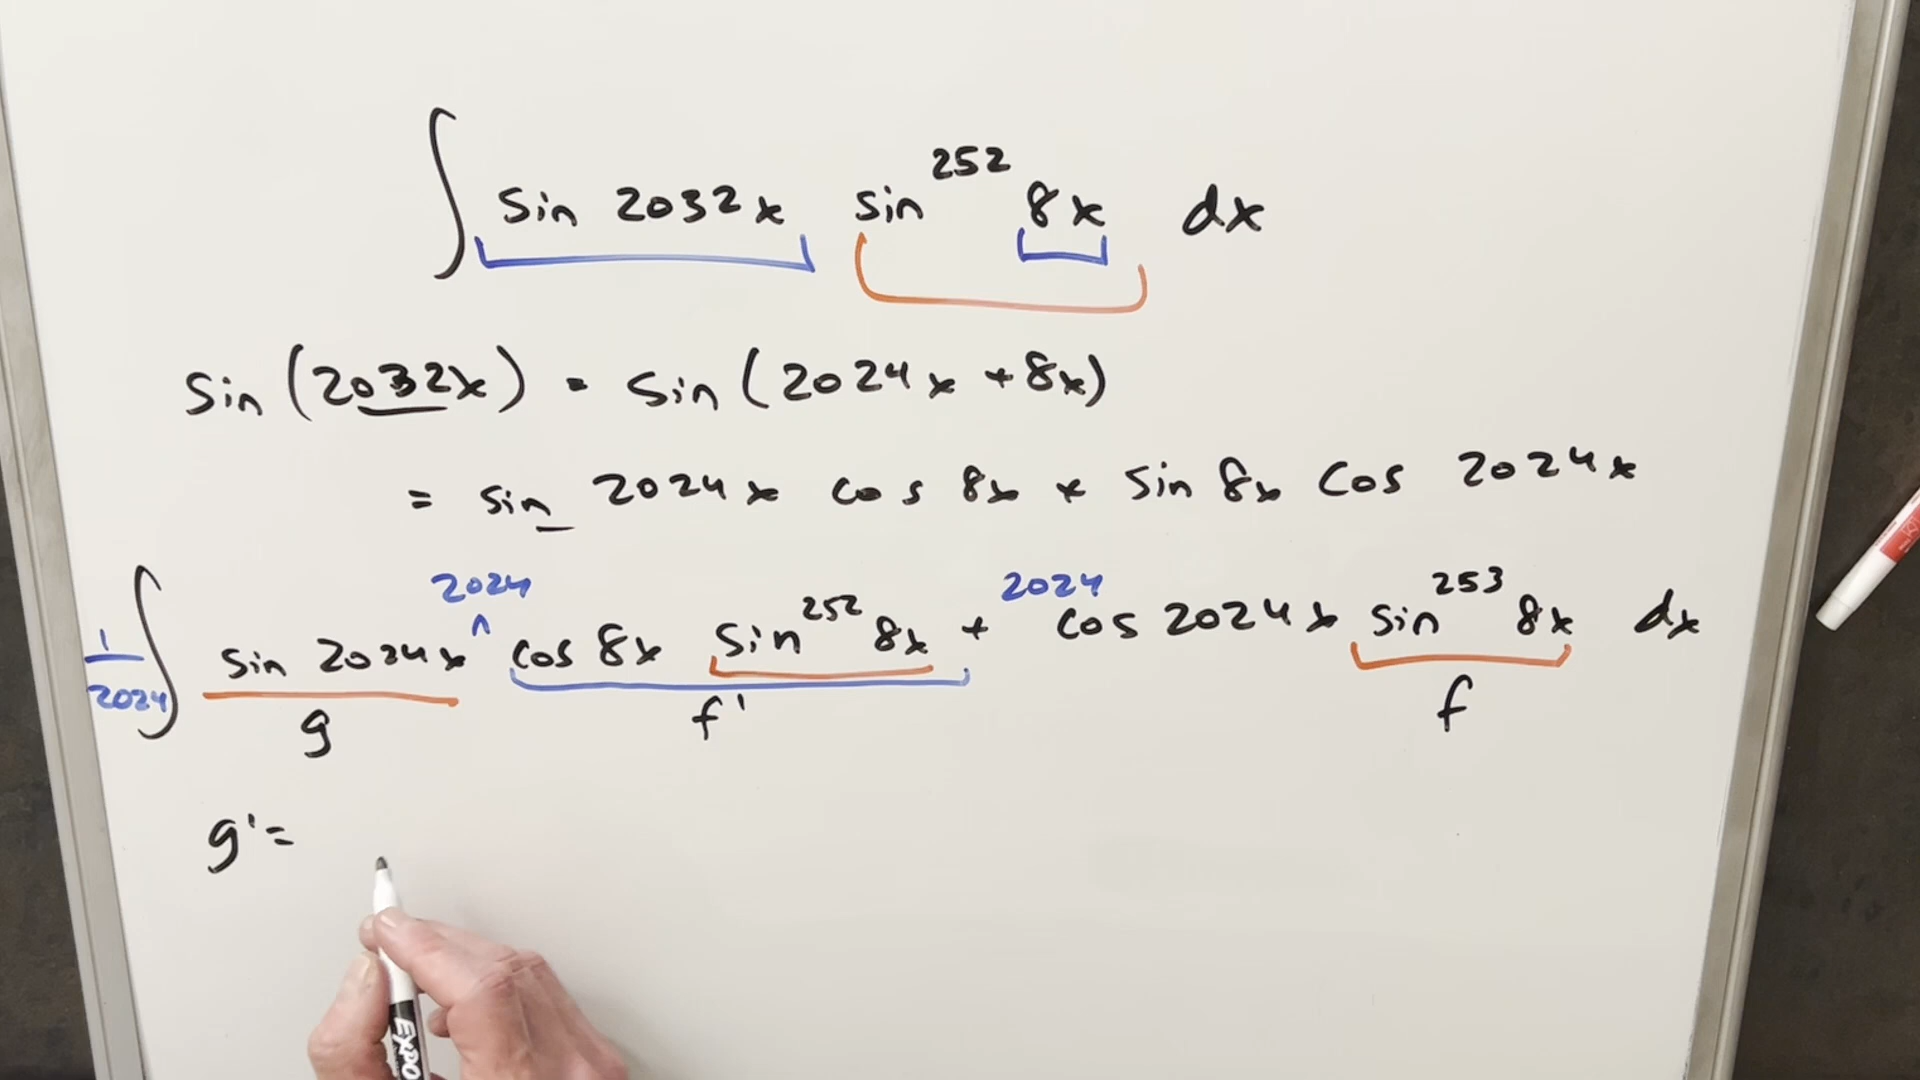 ∫ sin 2032x sin^252 8x dx
sin (2032x) = sin (2024x + 8x)
= sin 2024x cos 8x + sin 8x cos 2024x
1/2024 ∫ sin 2024x 2024 ^ cos 8x sin^252 8x + 2024 cos 2024x sin^253 8x dx
g f' f
g' =
EXPO